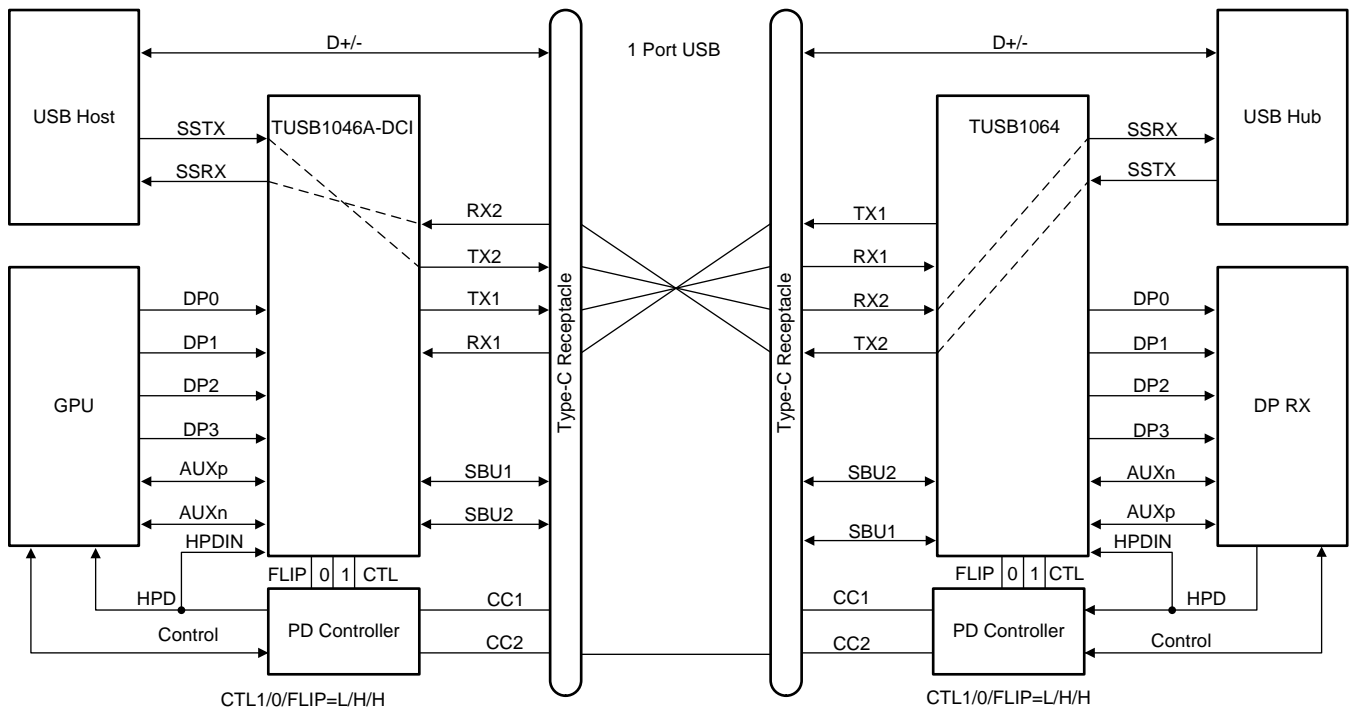 D+/-
1 Port USB
D+/-
USB Host
TUSB1046A-DCI
SSTX
SSRX
RX2
TX2
TX1
RX1
GPU
DP0
DP1
DP2
DP3
AUXp
AUXn
HPDIN
SBU1
SBU2
FLIP 0 1 CTL
HPD
Control
PD Controller
CC1
CC2
CTL1/0/FLIP=L/H/H
Type-C Receptacle
Type-C Receptacle
TUSB1064
USB Hub
SSRX
SSTX
TX1
RX1
RX2
TX2
DP0
DP1
DP2
DP3
DP RX
SBU2
SBU1
AUXn
AUXp
HPDIN
FLIP 0 1 CTL
CC1
CC2
PD Controller
HPD
Control
CTL1/0/FLIP=L/H/H